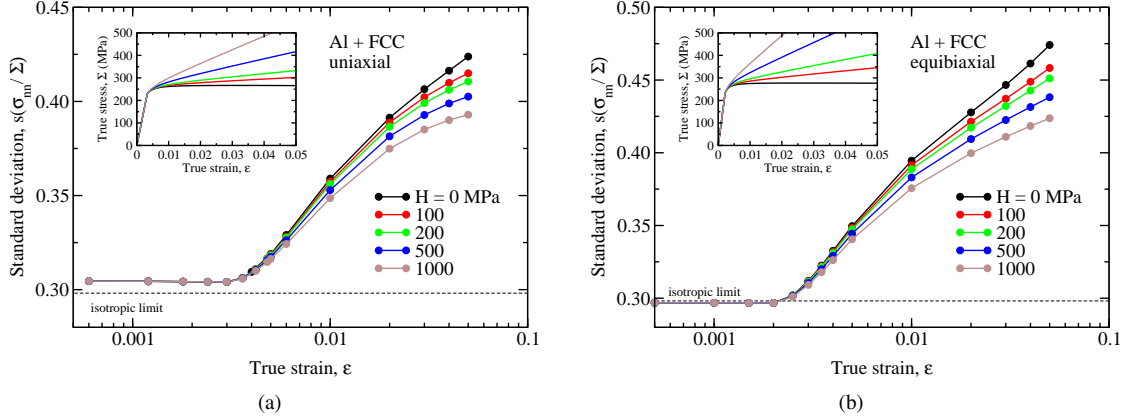 500
400
300
200
100
0
True stress, Σ (MPa)
0 0.01 0.02 0.03 0.04 0.05
True strain, ε
Al + FCC
uniaxial
0.45
0.40
0.35
0.30
0.25
Standard deviation, s(σnn/ Σ)
H = 0 MPa
100
200
500
1000
isotropic limit
0.001 0.01 0.1
True strain, ε
(a)
500
400
300
200
100
0
True stress, Σ (MPa)
0 0.01 0.02 0.03 0.04 0.05
True strain, ε
Al + FCC
equibiaxial
0.50
0.45
0.40
0.35
0.30
Standard deviation, s(σnn/ Σ)
H = 0 MPa
100
200
500
1000
isotropic limit
0.001 0.01 0.1
True strain, ε
(b)